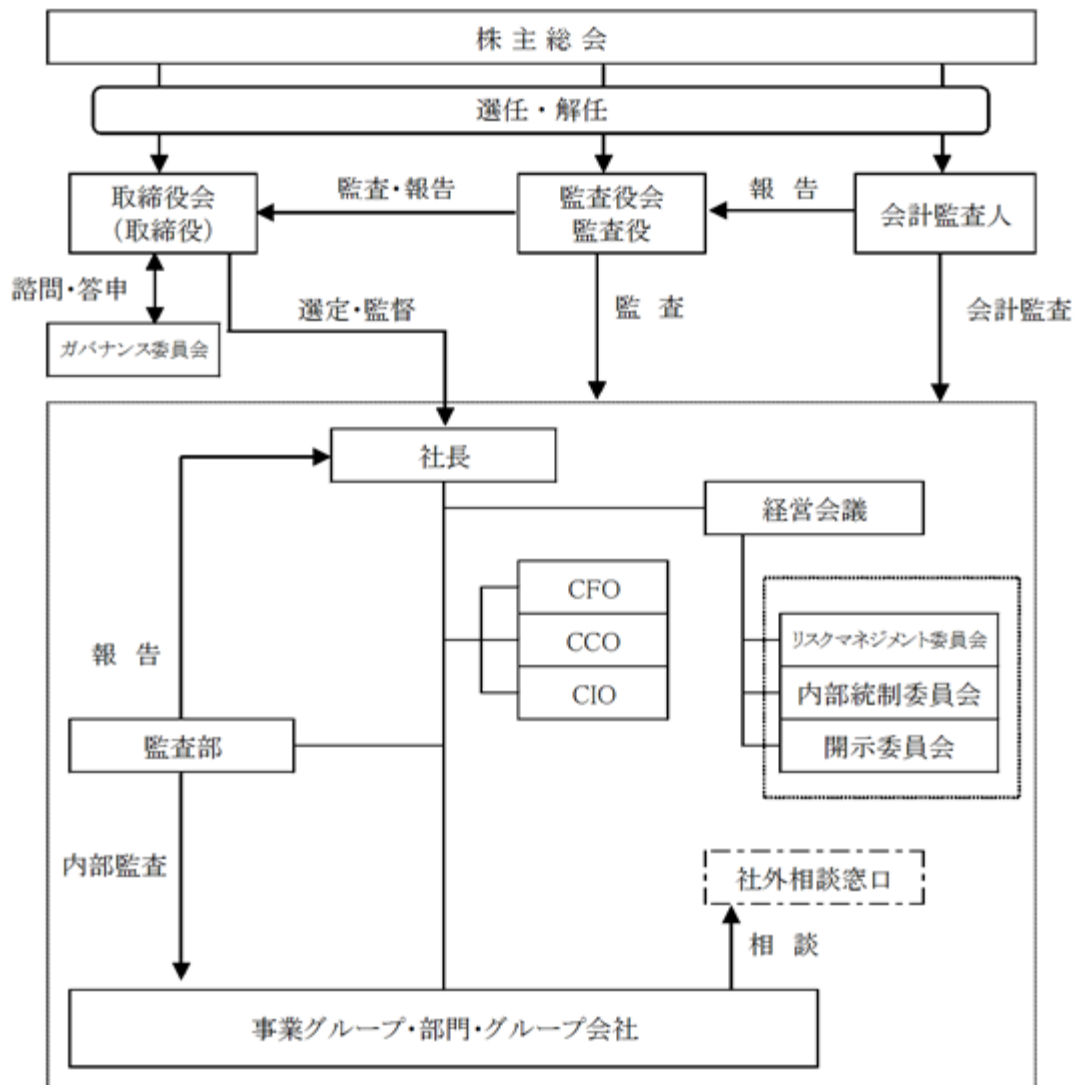 株主総会
選任・解任
取締役会
（取締役）
監査・報告
監査役会
監査役
報告
会計監査人
諮問・答申
選定・監督
監査
会計監査
ガバナンス委員会
社長
経営会議
CFO
CCO
CIO
リスクマネジメント委員会
内部統制委員会
開示委員会
報告
監査部
内部監査
社外相談窓口
相談
事業グループ・部門・グループ会社